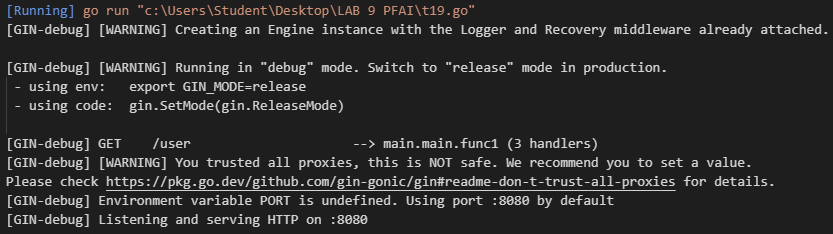 [Running] go run "c:\Users\Student\Desktop\LAB 9 PFAI\t19.go"
[GIN-debug] [WARNING] Creating an Engine instance with the Logger and Recovery middleware already attached.
[GIN-debug] [WARNING] Running in "debug" mode. Switch to "release" mode in production.
- using env:   export GIN_MODE=release
- using code:  gin.SetMode(gin.ReleaseMode)
[GIN-debug] GET    /user                     --> main.main.func1 (3 handlers)
[GIN-debug] [WARNING] You trusted all proxies, this is NOT safe. We recommend you to set a value.
Please check https://pkg.go.dev/github.com/gin-gonic/gin#readme-don-t-trust-all-proxies for details.
[GIN-debug] Environment variable PORT is undefined. Using port :8080 by default
[GIN-debug] Listening and serving HTTP on :8080